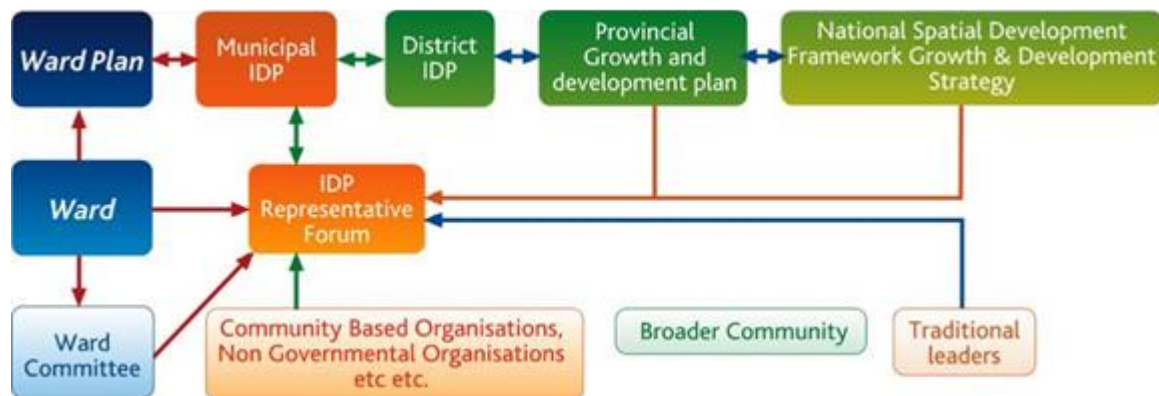 Ward Plan
Municipal
IDP
District
IDP
Provincial
Growth and
development plan
National Spatial Development
Framework Growth & Development
Strategy
Ward
IDP
Representative
Forum
Ward
Committee
Community Based Organisations,
Non Governmental Organisations
etc etc.
Broader Community
Traditional
leaders